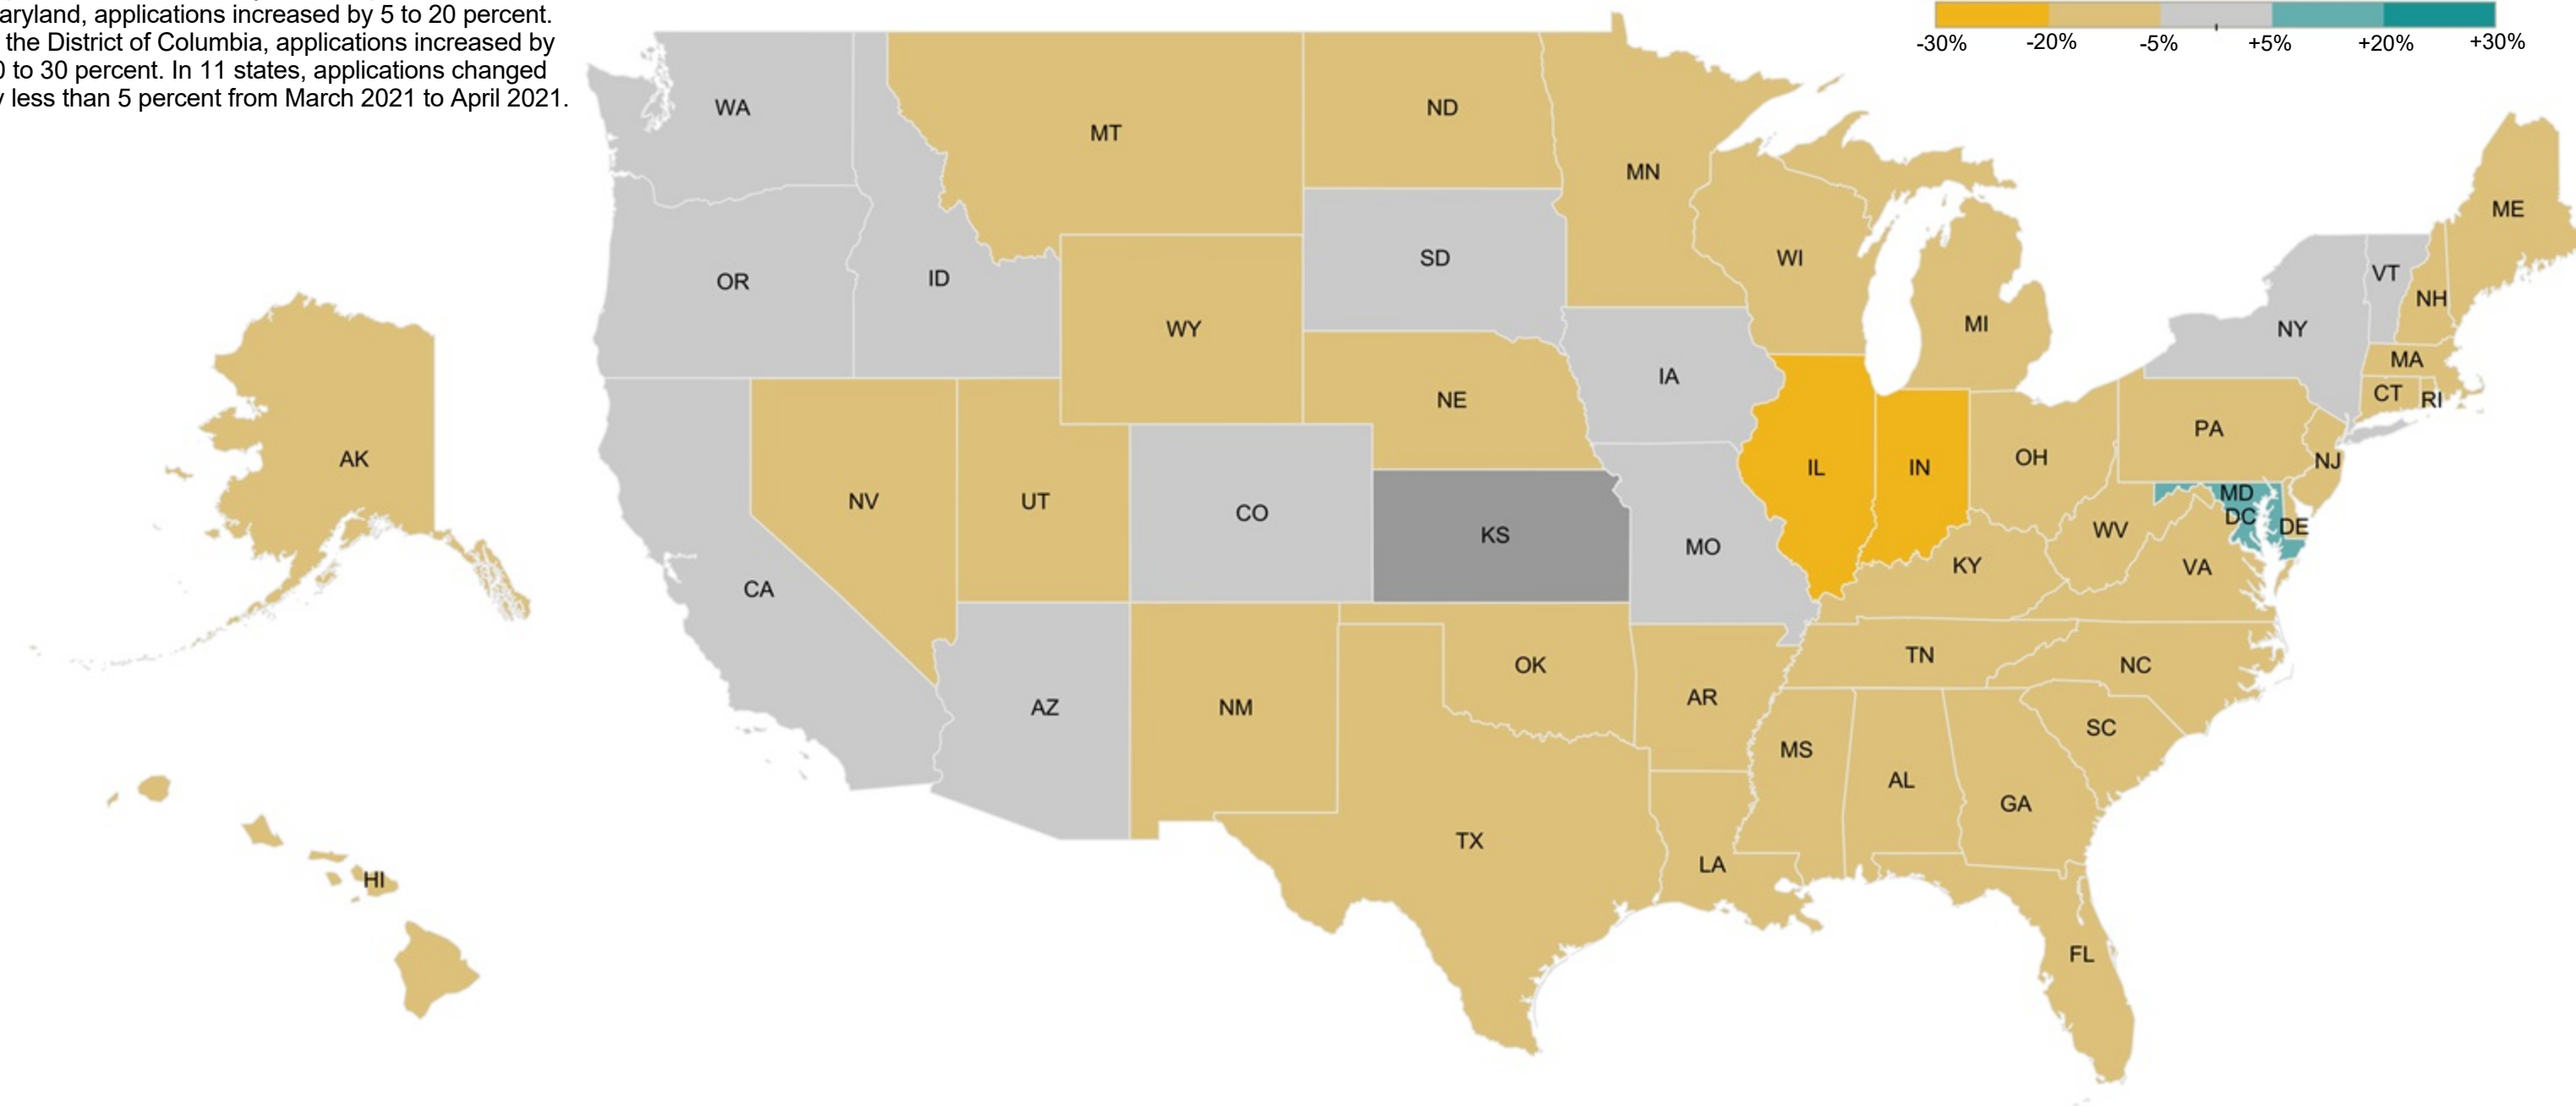 aryland, applications increased by 5 to 20 percent.
the District of Columbia, applications increased by
0 to 30 percent. In 11 states, applications changed
y less than 5 percent from March 2021 to April 2021.
-30% -20% -5% +5% +20% +30%
WA
MT
ND
MN
ME
OR
ID
SD
WI
VT
NH
WY
MI
NY
MA
IA
NE
CT
RI
PA
AK
NV
UT
CO
KS
IL
IN
OH
NJ
MD
DC
DE
WV
MO
CA
KY
VA
OK
TN
NC
AZ
NM
AR
SC
MS
AL
GA
TX
LA
HI
FL